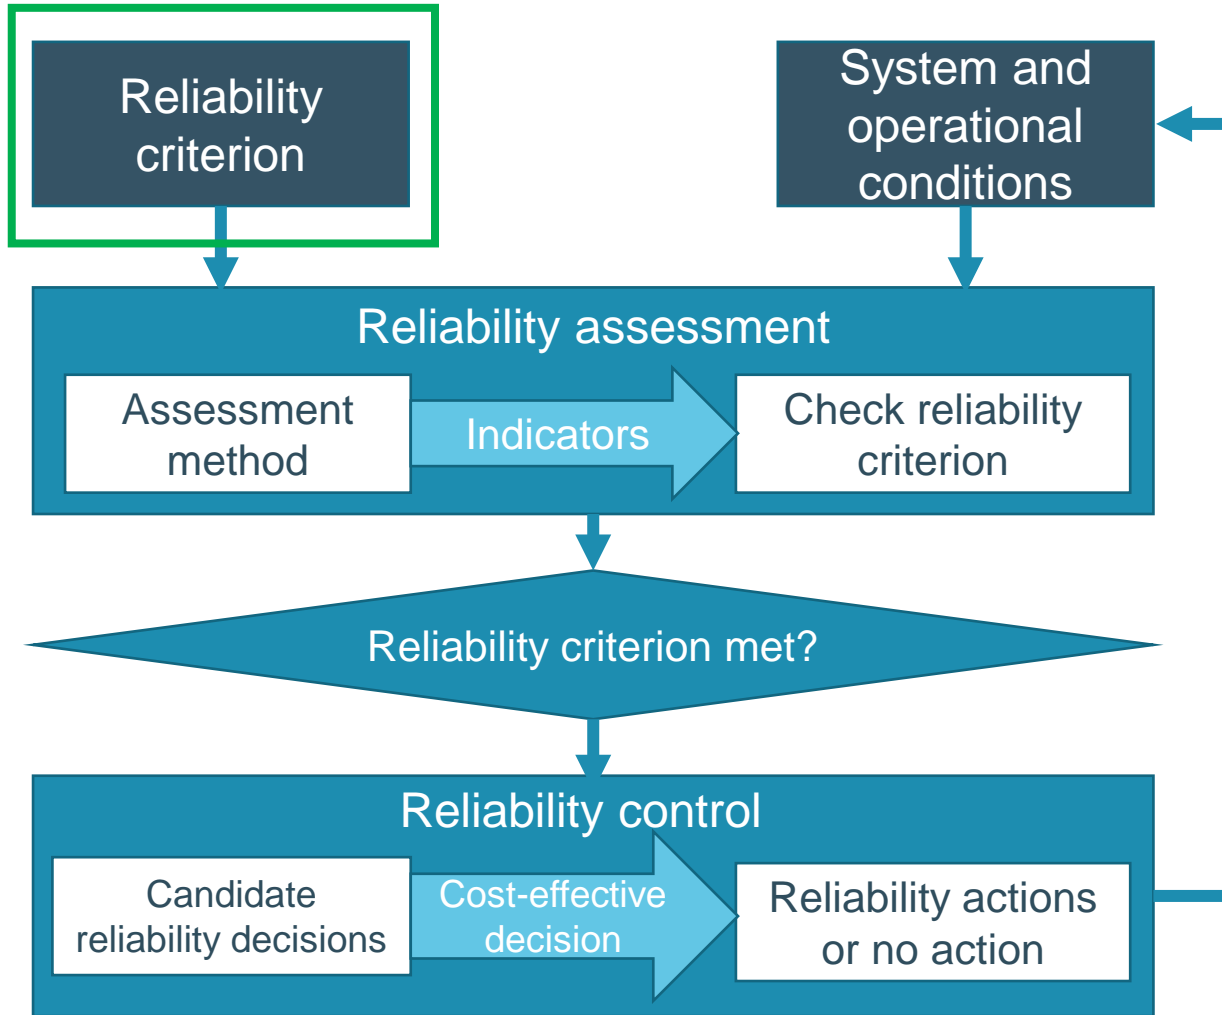 Reliability
criterion
System and
operational
conditions
Reliability assessment
Assessment
method
Indicators
Check reliability
criterion
Reliability criterion met?
Reliability control
Candidate
reliability decisions
Cost-effective
decision
Reliability actions
or no action